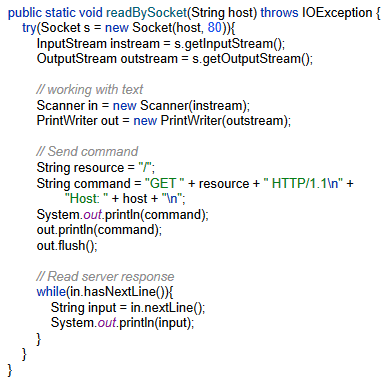 public static void readBySocket(String host) throws IOException {
try(Socket s = new Socket(host, 80)){
InputStream instream = s.getInputStream();
OutputStream outstream = s.getOutputStream();
// working with text
Scanner in = new Scanner(instream);
PrintWriter out = new PrintWriter(outstream);
// Send command
String resource = "/";
String command = "GET " + resource + " HTTP/1.1\n" +
"Host: " + host + "\n";
System.out.println(command);
out.println(command);
out.flush();
// Read server response
while(in.hasNextLine()){
String input = in.nextLine();
System.out.println(input);
}
}
}